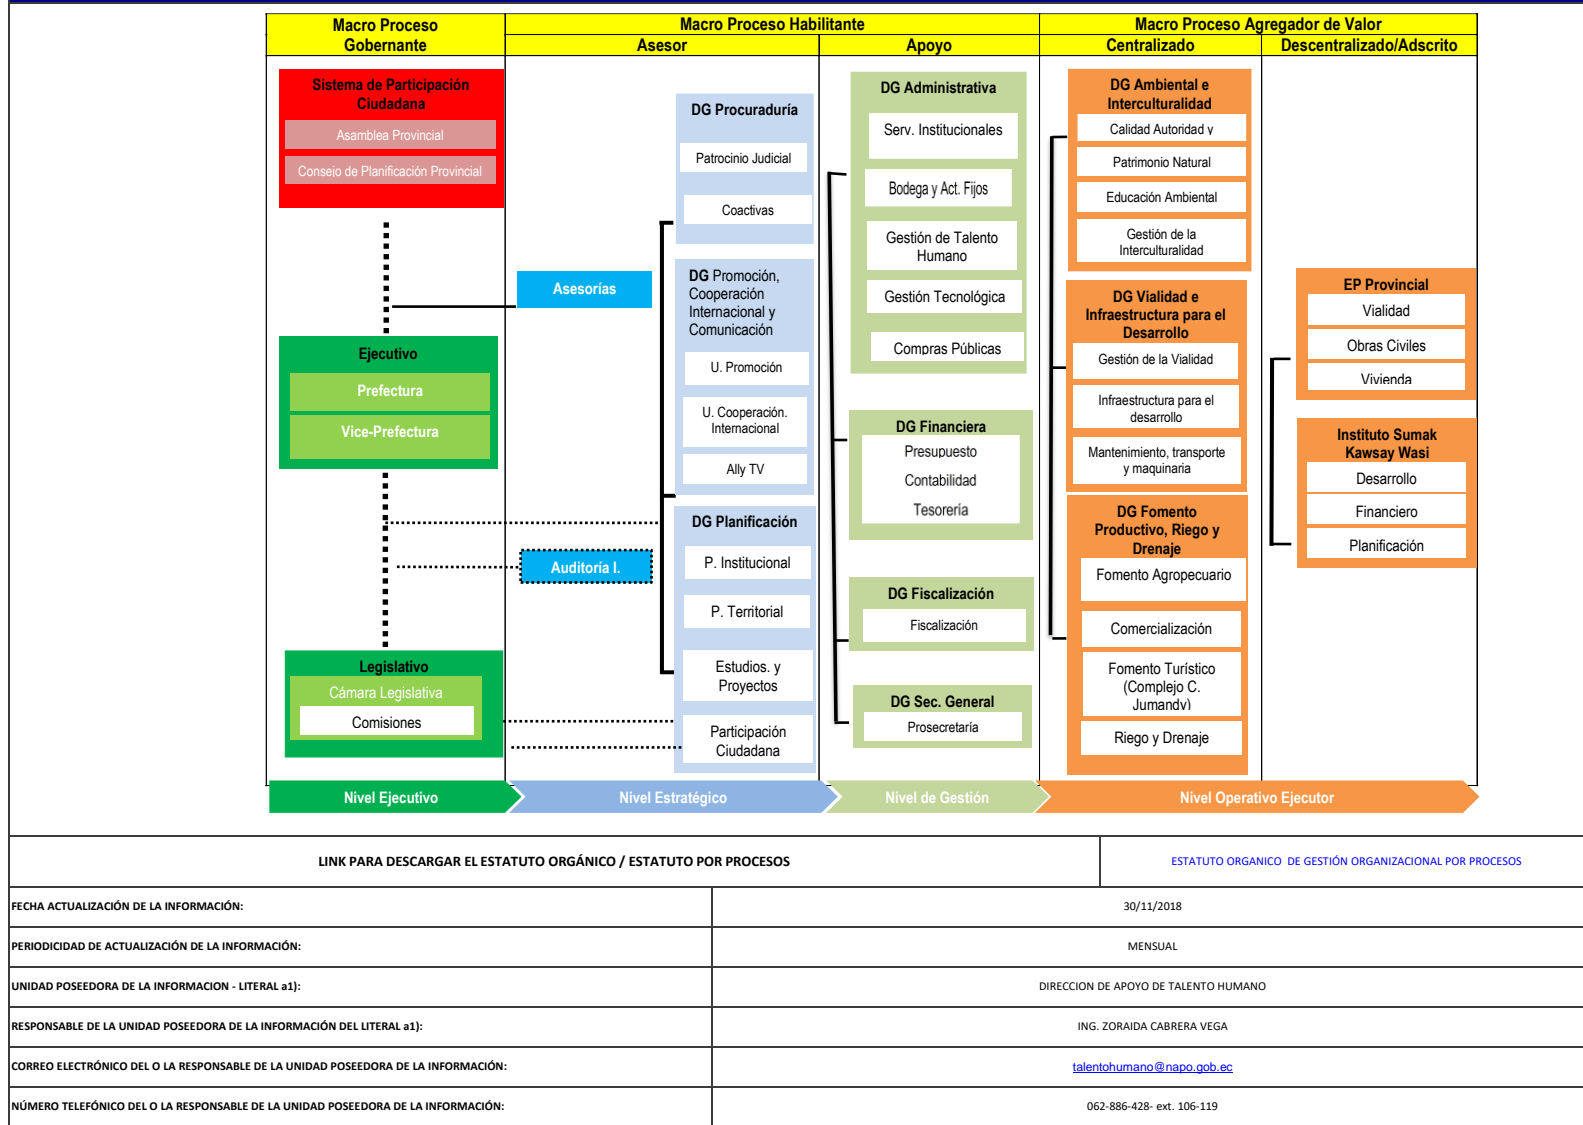 Macro Proceso
Gobernante
Macro Proceso Habilitante
Macro Proceso Agregador de Valor
Asesor
Apoyo
Centralizado
Descentralizado/Adscrito
Sistema de Participación
Ciudadana
Asamblea Provincial
Consejo de Planificación Provincial
Ejecutivo
Prefectura
Vice-Prefectura
Legislativo
Cámara Legislativa
Comisiones
Asesorías
Auditoría I.
DG Procuraduría
Patrocinio Judicial
Coactivas
DG Promoción,
Cooperación
Internacional y
Comunicación
U. Promoción
U. Cooperación.
Internacional
Ally TV
DG Planificación
P. Institucional
P. Territorial
Estudios. y
Proyectos
Participación
Ciudadana
DG Administrativa
Serv. Institucionales
Bodega y Act. Fijos
Gestión de Talento
Humano
Gestión Tecnológica
Compras Públicas
DG Financiera
Presupuesto
Contabilidad
Tesorería
DG Fiscalización
Fiscalización
DG Sec. General
Prosecretaría
DG Ambiental e
Interculturalidad
Calidad Autoridad y
Patrimonio Natural
Educación Ambiental
Gestión de la
Interculturalidad
DG Vialidad e
Infraestructura para el
Desarrollo
Gestión de la Vialidad
Infraestructura para el
desarrollo
Mantenimiento, transporte
y maquinaria
DG Fomento
Productivo, Riego y
Drenaje
Fomento Agropecuario
Comercialización
Fomento Turístico
(Complejo C.
Jumandy)
Riego y Drenaje
EP Provincial
Vialidad
Obras Civiles
Vivienda
Instituto Sumak
Kawsay Wasi
Desarrollo
Financiero
Planificación
Nivel Ejecutivo
Nivel Estratégico
Nivel de Gestión
Nivel Operativo Ejecutor
LINK PARA DESCARGAR EL ESTATUTO ORGÁNICO / ESTATUTO POR PROCESOS
ESTATUTO ORGANICO DE GESTIÓN ORGANIZACIONAL POR PROCESOS
FECHA ACTUALIZACIÓN DE LA INFORMACIÓN:
30/11/2018
PERIODICIDAD DE ACTUALIZACIÓN DE LA INFORMACIÓN:
MENSUAL
UNIDAD POSEEDORA DE LA INFORMACION - LITERAL a1):
DIRECCION DE APOYO DE TALENTO HUMANO
RESPONSABLE DE LA UNIDAD POSEEDORA DE LA INFORMACIÓN DEL LITERAL a1):
ING. ZORAIDA CABRERA VEGA
CORREO ELECTRÓNICO DEL O LA RESPONSABLE DE LA UNIDAD POSEEDORA DE LA INFORMACIÓN:
talentohumano@napo.gob.ec
NÚMERO TELEFÓNICO DEL O LA RESPONSABLE DE LA UNIDAD POSEEDORA DE LA INFORMACIÓN:
062-886-428- ext. 106-119